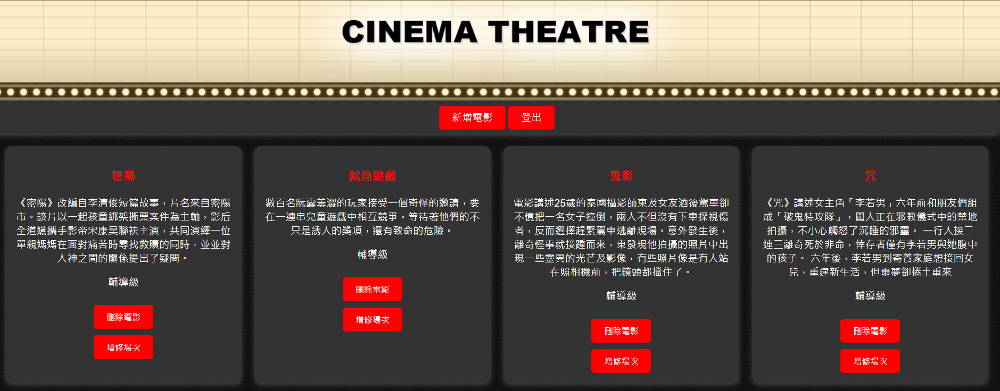 CINEMA THEATRE
新增電影 登出
密陽
《密陽》改編自李清俊短篇故事，片名來自密陽
市。該片以一起孩童綁架撕票案件為主軸，影后
全道嬿攜手影帝宋康昊聯袂主演，共同演繹一位
單親媽媽在面對痛苦時尋找救贖的同時，並並對
人神之間的關係提出了疑問。
輔導級
刪除電影
增修場次
魷魚遊戲
數百名阮囊羞澀的玩家接受一個奇怪的邀請，要
在一連串兒童遊戲中相互競爭。等待著他們的不
只是誘人的獎項，還有致命的危險。
輔導級
刪除電影
增修場次
鬼影
電影講述25歲的泰國攝影師東及女友酒後駕車卻
不慎把一名女子撞倒，兩人不但沒有下車探視傷
者，反而選擇趕緊駕車逃離現場。意外發生後，
離奇怪事就接踵而來，東發現他拍攝的照片中出
現一些靈異的光芒及影像，有些照片像是有人站
在照相機前，把鏡頭都擋住了。
輔導級
刪除電影
增修場次
咒
《咒》講述女主角「李若男」六年前和朋友們組
成「破鬼特攻隊」，闖入正在邪教儀式中的禁地
拍攝，不小心觸怒了沉睡的邪靈。 一行人接二
連三離奇死於非命，倖存者僅有李若男與她腹中
的孩子。 六年後，李若男到寄養家庭想接回女
兒，重建新生活，但噩夢卻捲土重來
輔導級
刪除電影
增修場次